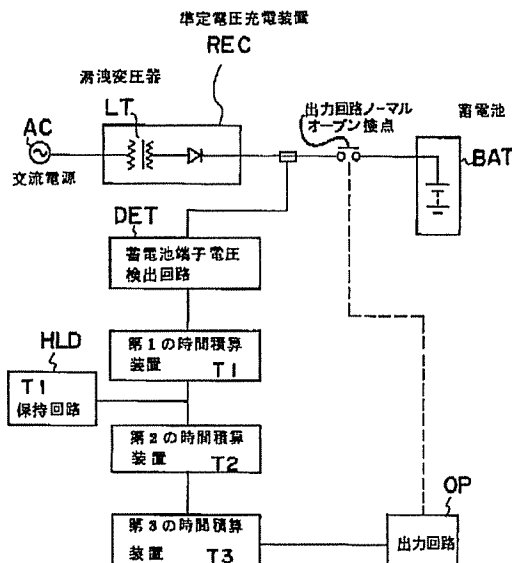 準定電圧充電装置
REC
漏洩変圧器
LT
出力回路ノーマル
オープン接点
蓄電池
AC
BAT
交流電源
DET
蓄電池端子電圧
検出回路
HLD
第1の時間積算
装置 T1
T1
保持回路
第2の時間積算
装置 T2
OP
第3の時間積算
装置 T3
出力回路